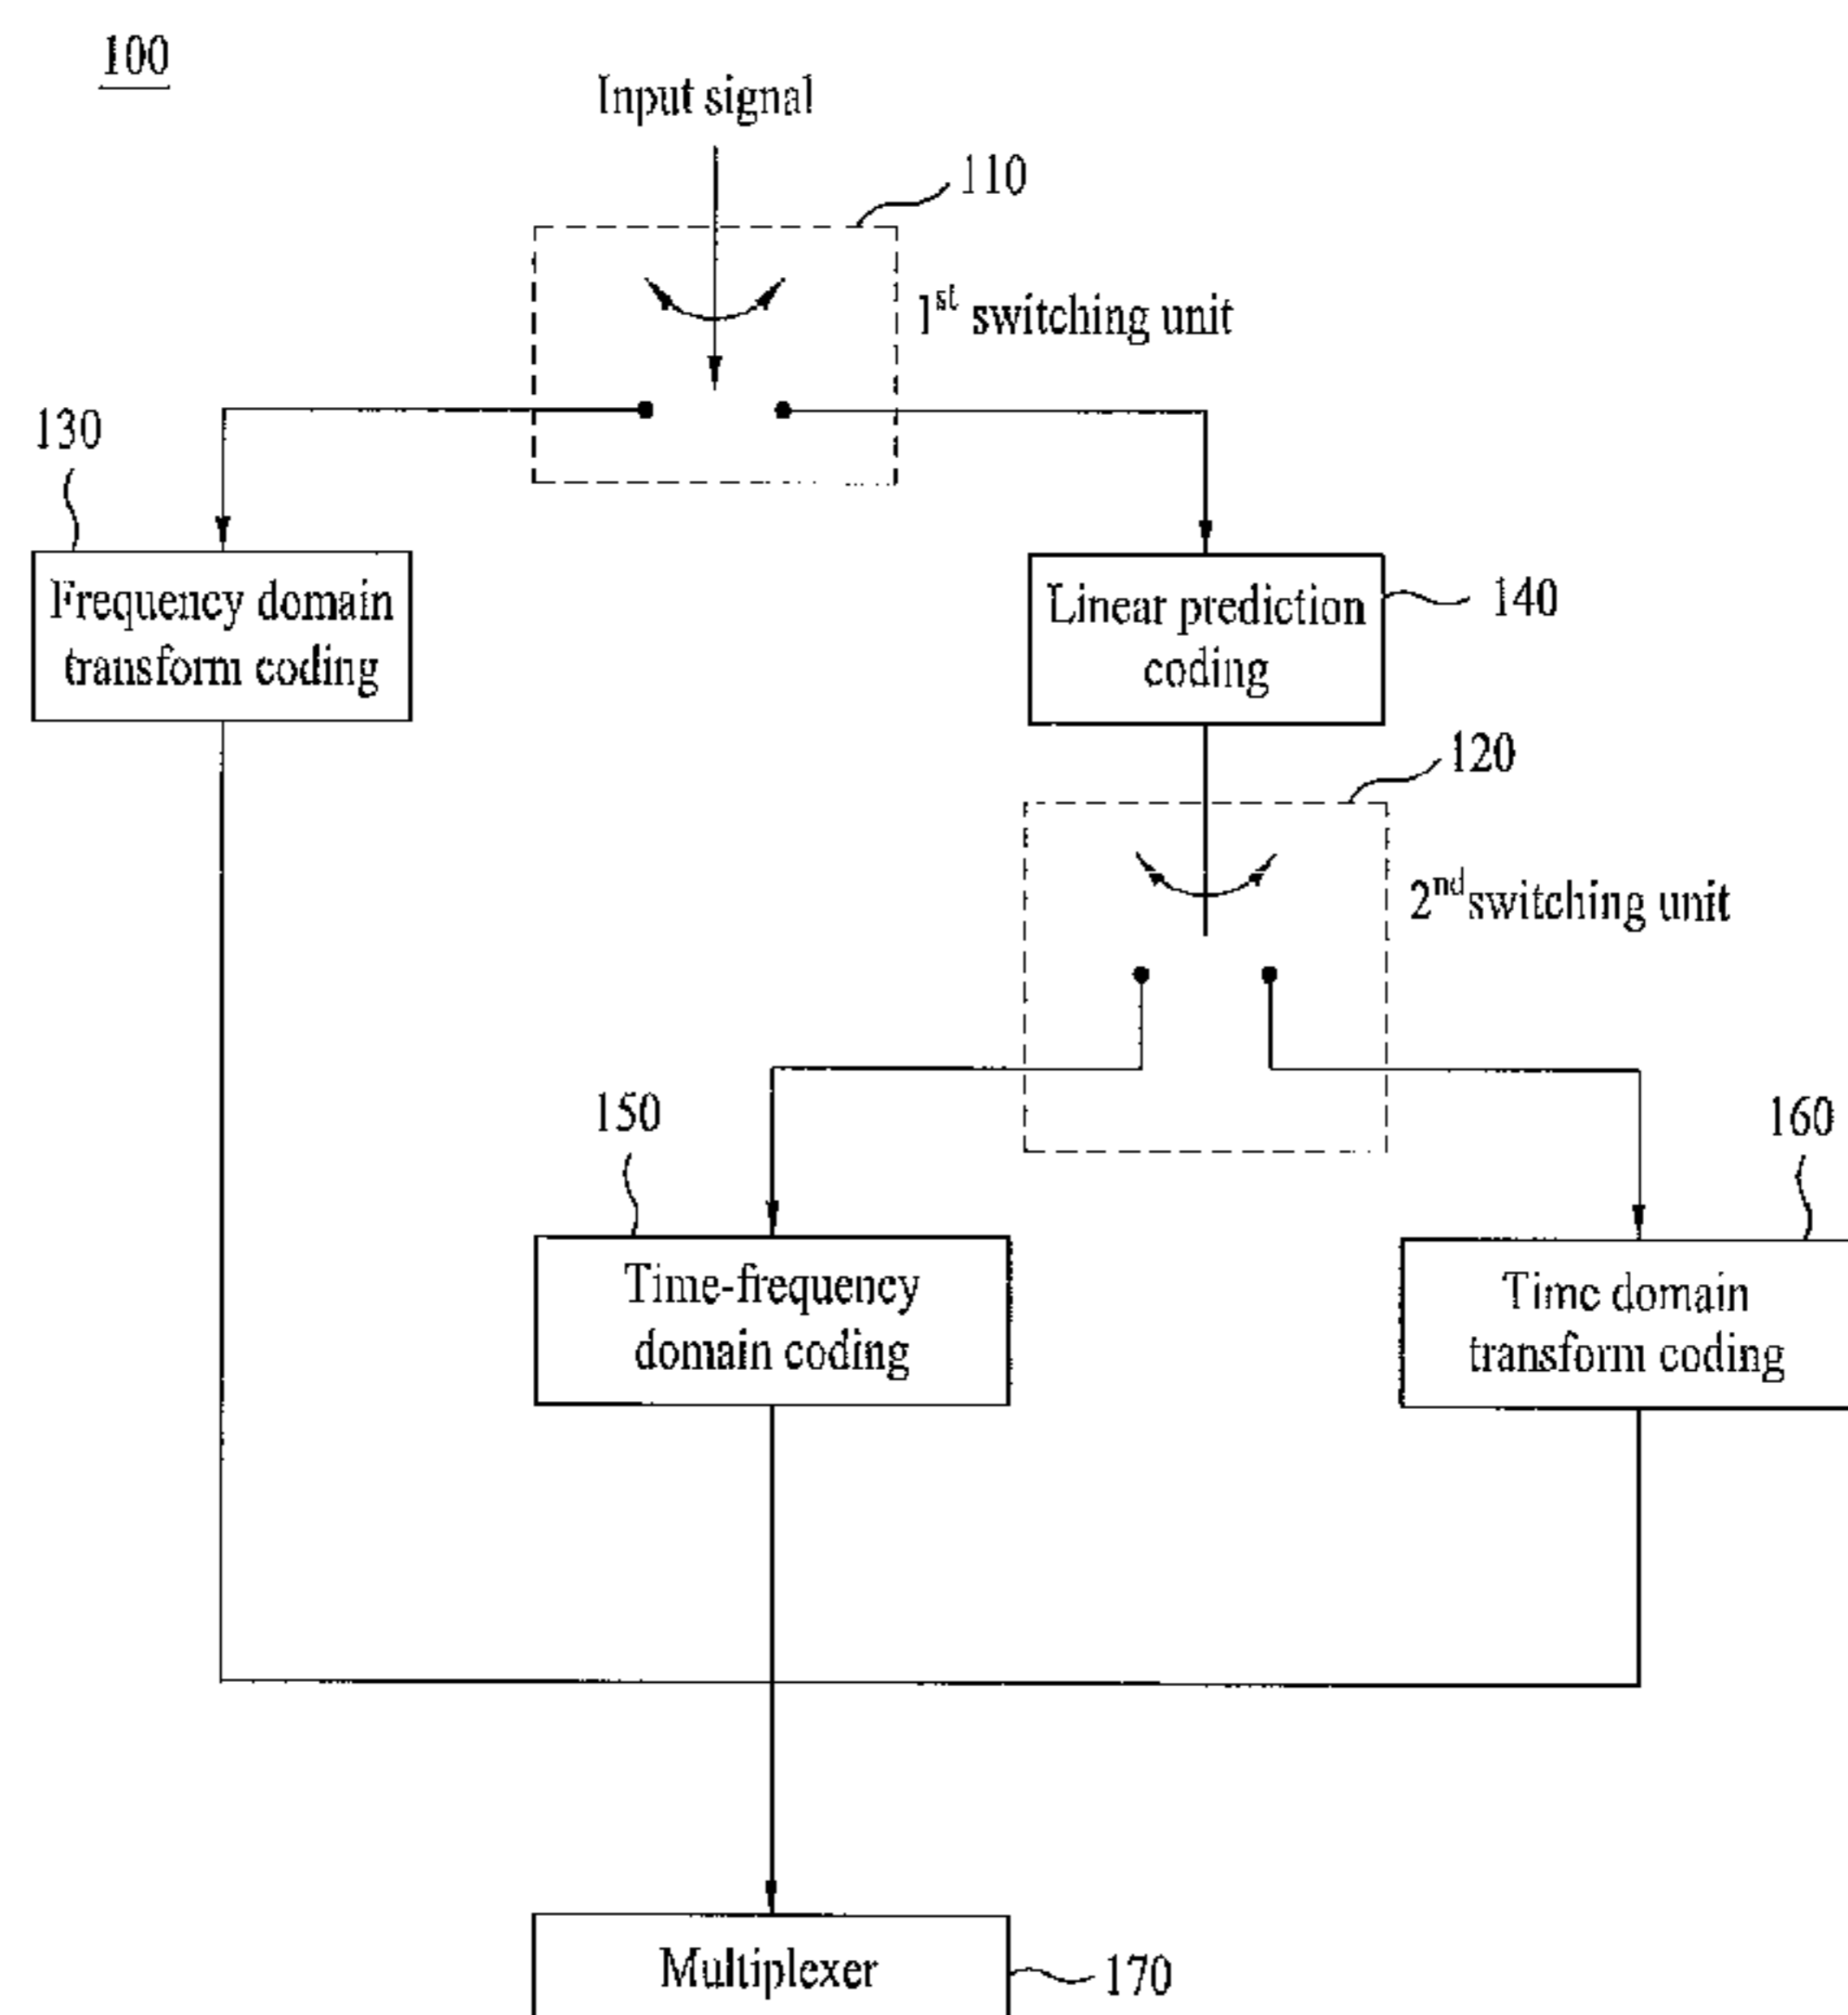 100
Input signal
110
1st switching unit
130
Frequency domain
transform coding
Linear prediction
coding
140
120
2nd switching unit
150
160
Time-frequency
domain coding
Time domain
transform coding
Multiplexer
170